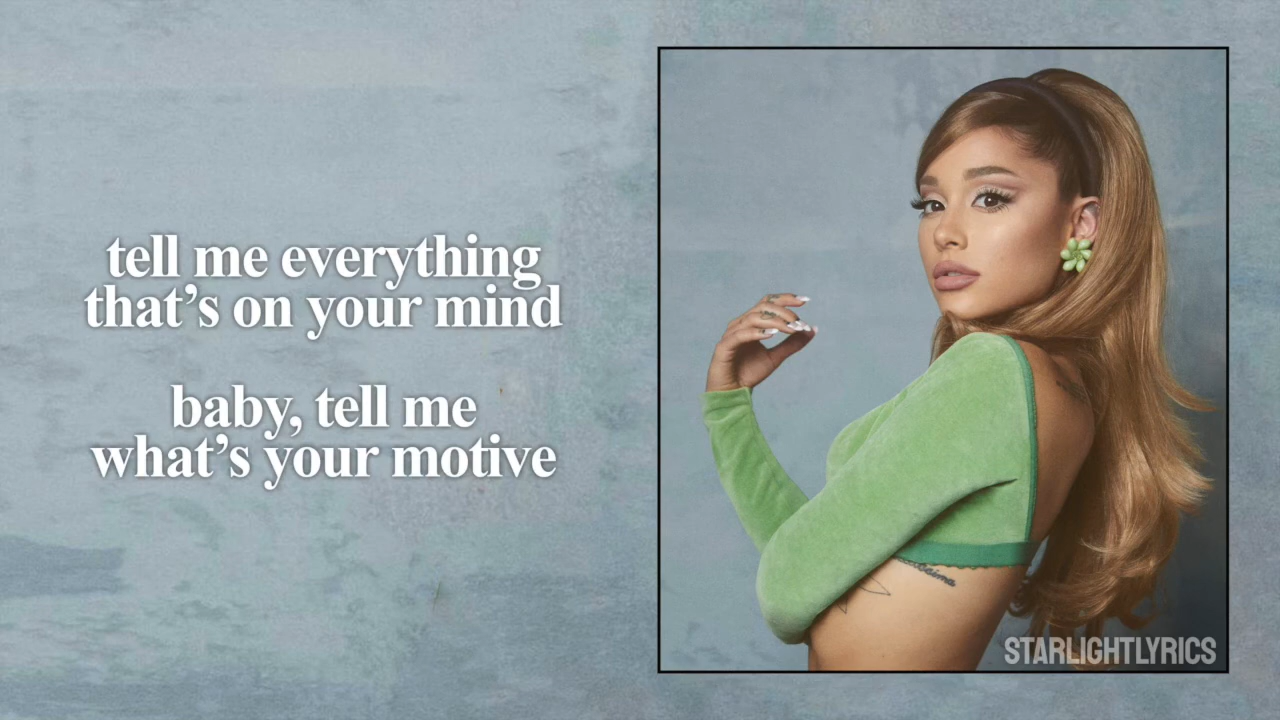 tell me everything
that's on your mind
baby, tell me
what's your motive
STARLIGHTLYRICS